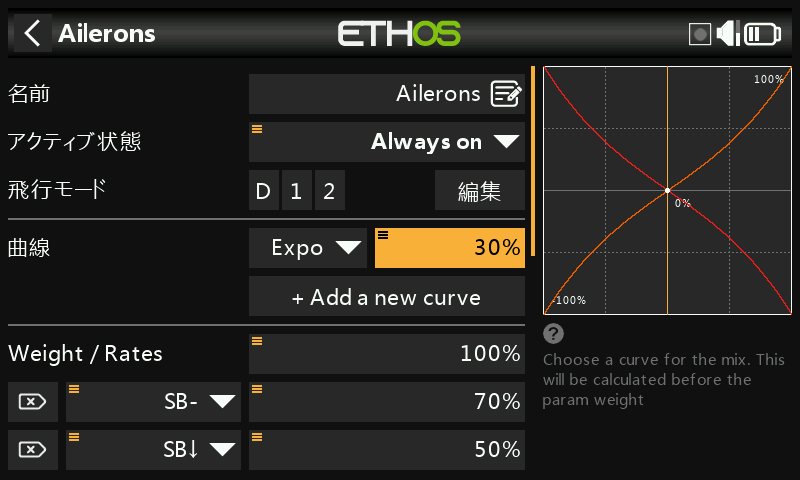 Ailerons
ETHOS
名前
Ailerons
アクティブ状態
Always on
飛行モード
D 1 2
編集
曲線
Expo
30%
+ Add a new curve
Weight / Rates
100%
SB-
70%
SB↓
50%
100%
0%
-100%
?
Choose a curve for the mix. This
will be calculated before the
param weight